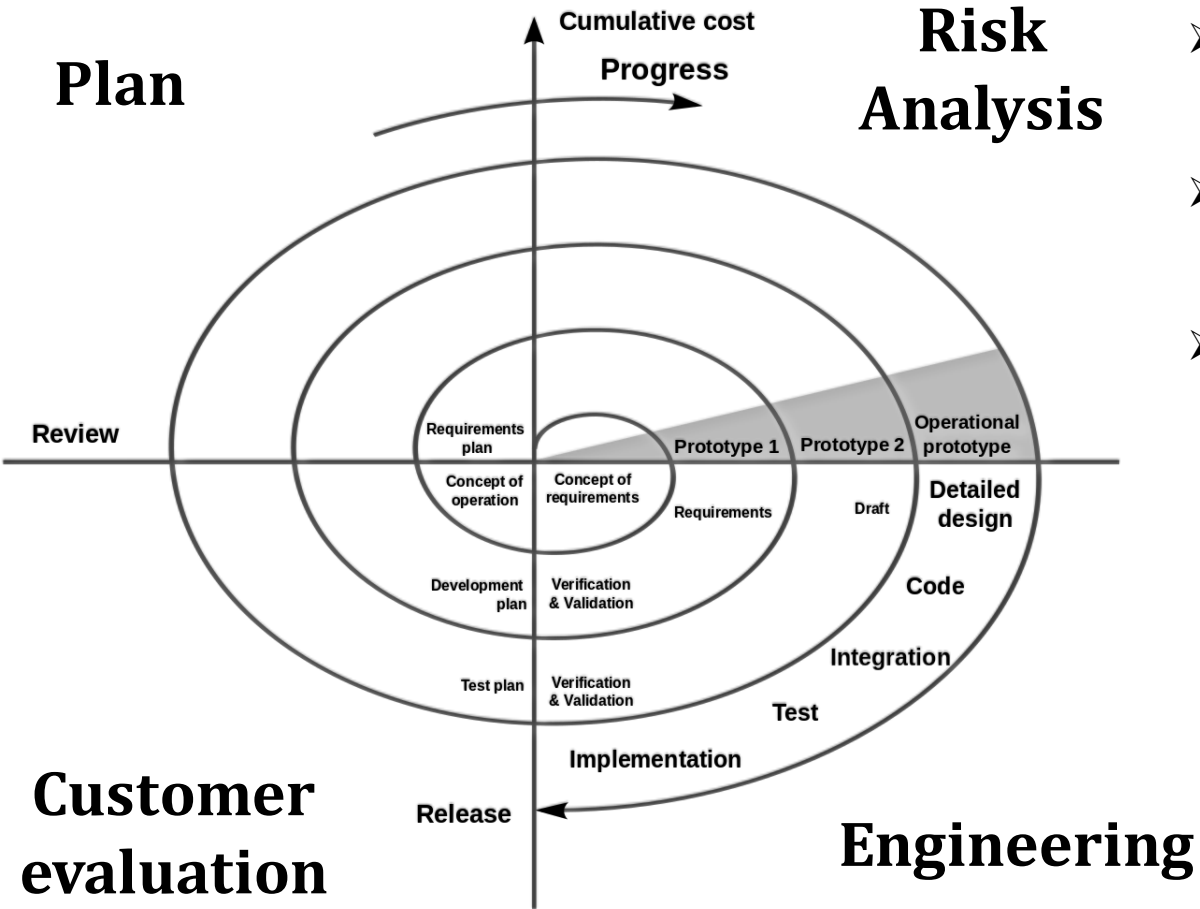 Cumulative cost
Progress
Plan
Risk
Analysis
Review
Requirements
plan
Prototype 1
Prototype 2
Operational
prototype
Concept of
operation
Concept of
requirements
Requirements
Draft
Detailed
design
Code
Development
plan
Verification
& Validation
Integration
Test plan
Verification
& Validation
Test
Implementation
Release
Customer
evaluation
Engineering